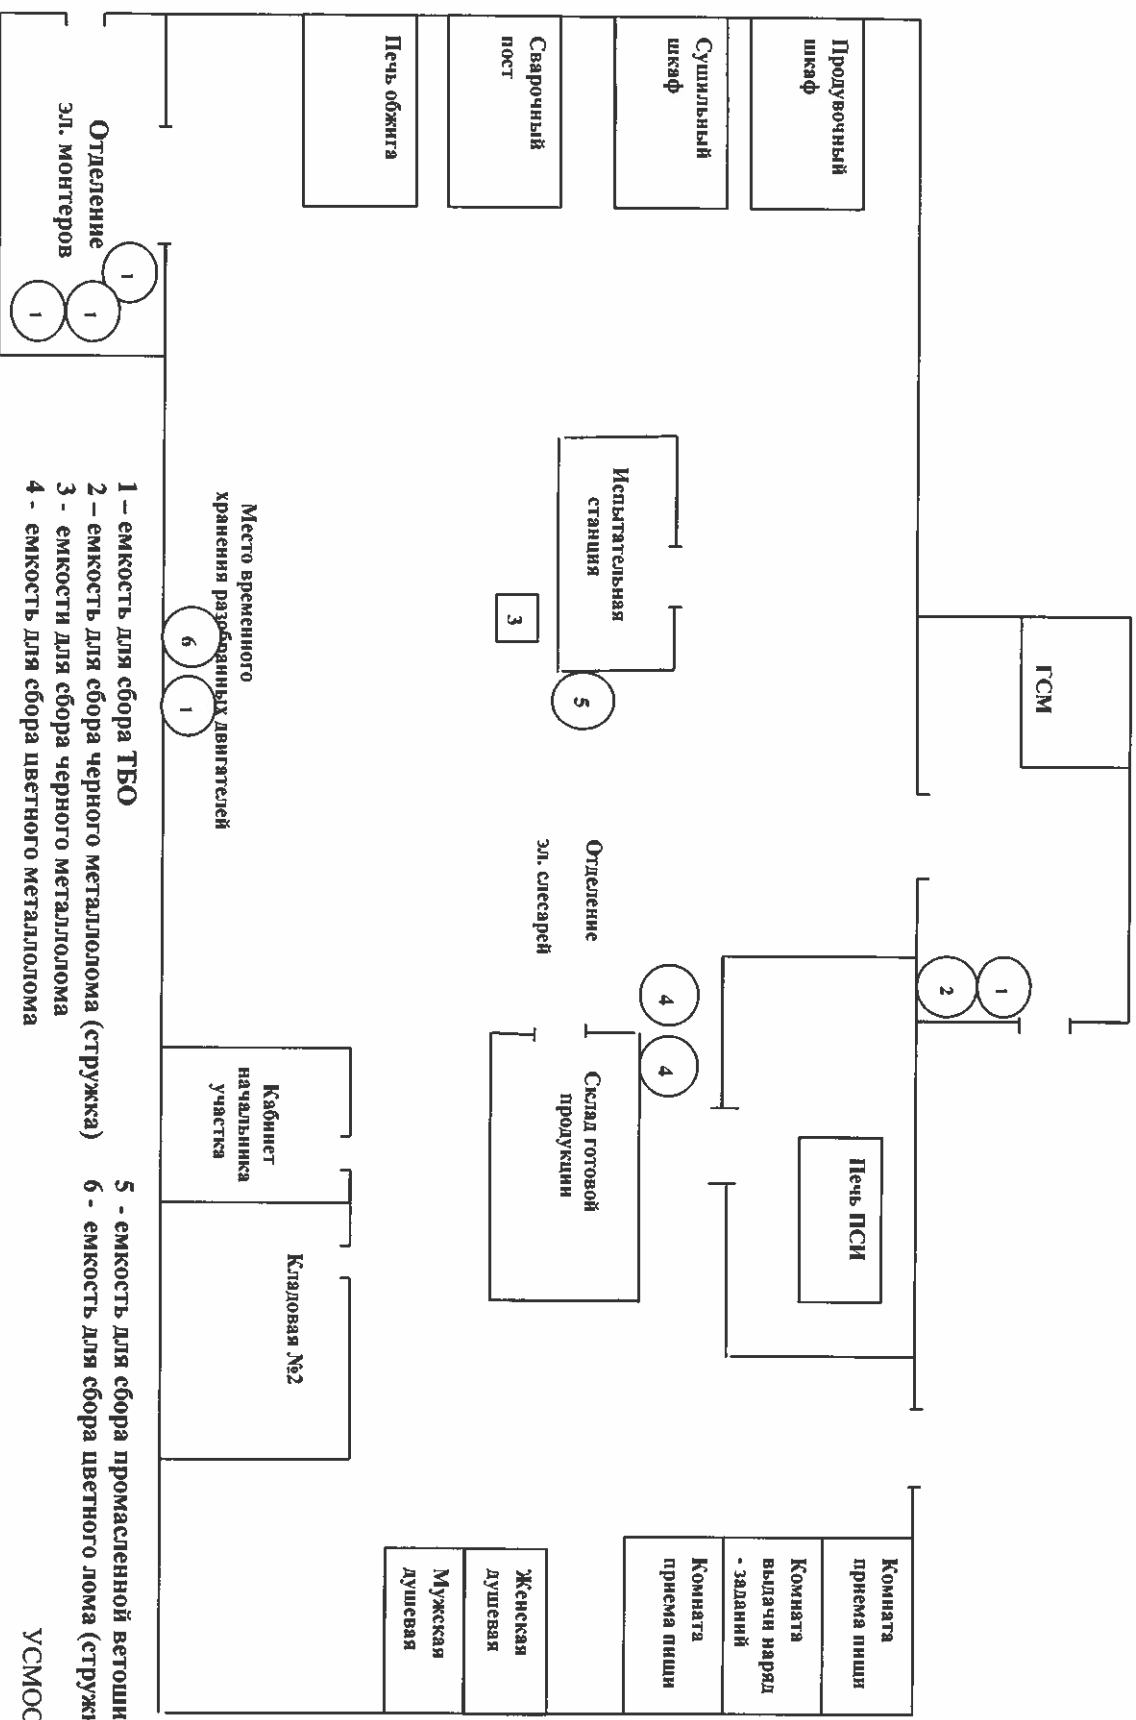 ГСМ
1
2
Печь ПСИ
Комната
приема пищи
Комната
выдачи наряд
- заданий
Комната
приема пищи
Продувочный
шкаф
Сушильный
шкаф
Сварочный
пост
Печь обжига
Испытательная
станция
3
5
Отделение
эл. слесарей
4
4
Склад готовой
продукции
Женская
душевая
Мужская
душевая
Место временного
хранения разобранных двигателей
6
1
Кабинет
начальника
участка
Кладовая №2
Отделение
эл. монтеров
1
1
1
1 – емкость для сбора ТБО
2 – емкость для сбора черного металлолома (стружка)
3 - емкости для сбора черного металлолома
4 - емкость для сбора цветного металлолома
5 - емкость для сбора промасленной ветоши
6 - емкость для сбора цветного лома